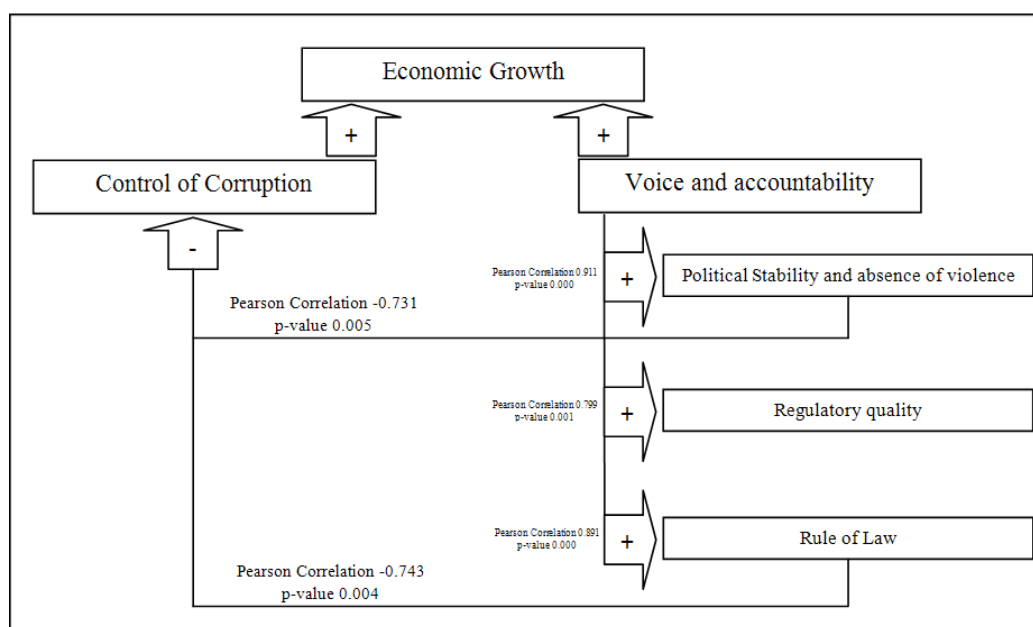 Economic Growth
+
+
Control of Corruption
Voice and accountability
-
Pearson Correlation 0.911
p-value 0.000
+
Political Stability and absence of violence
Pearson Correlation -0.731
p-value 0.005
Pearson Correlation 0.799
p-value 0.001
+
Regulatory quality
Pearson Correlation 0.891
p-value 0.000
+
Rule of Law
Pearson Correlation -0.743
p-value 0.004